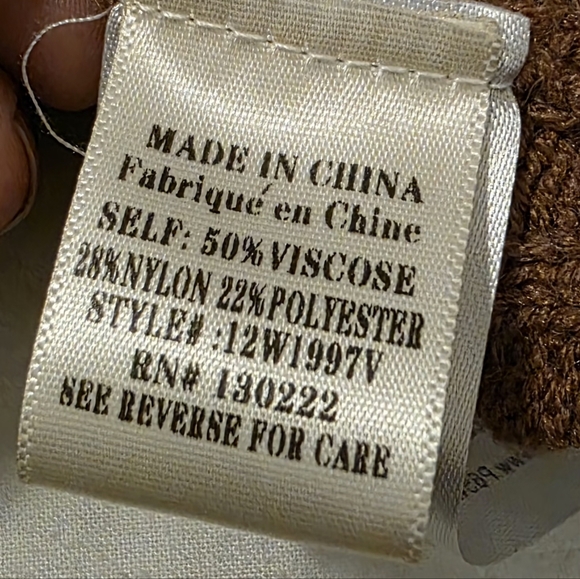 MADE IN CHINA
Fabriqué en Chine
SELF: 50%VISCOSE
28%NYLON 22%POLYESTER
STYLE# :12W1997V
RN# 130222
SEE REVERSE FOR CARE